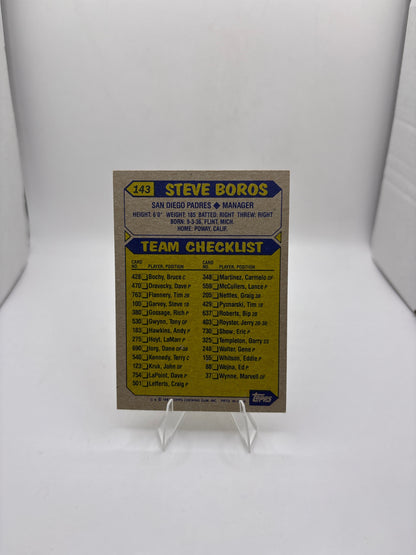 143 STEVE BOROS
SAN DIEGO PADRES ◆ MANAGER
HEIGHT: 6'0" WEIGHT: 185 BATTED: RIGHT THREW: RIGHT
BORN: 9-3-36, FLINT, MICH.
HOME: POWAY, CALIF.
TEAM CHECKLIST
CARD NO. PLAYER, POSITION
428 Bochy, Bruce C
470 Dravecky, Dave P
763 Flannery, Tim 2B
100 Garvey, Steve 1B
380 Gossage, Rich P
530 Gwynn, Tony OF
183 Hawkins, Andy P
275 Hoyt, LaMarr P
690 Iorg, Dane OF-3B
540 Kennedy, Terry C
123 Kruk, John OF
754 LaPoint, Dave P
501 Lefferts, Craig P
CARD NO. PLAYER, POSITION
348 Martinez, Carmelo OF
559 McCullers, Lance P
205 Nettles, Graig 3B
429 Pyznarski, Tim 3B
637 Roberts, Bip 2B
403 Royster, Jerry 3B-2B
730 Show, Eric P
325 Templeton, Garry SS
248 Walter, Gene P
155 Whitson, Eddie P
88 Wojna, Ed P
37 Wynne, Marvell OF
TOPPS CHEWING GUM, INC.
Topps